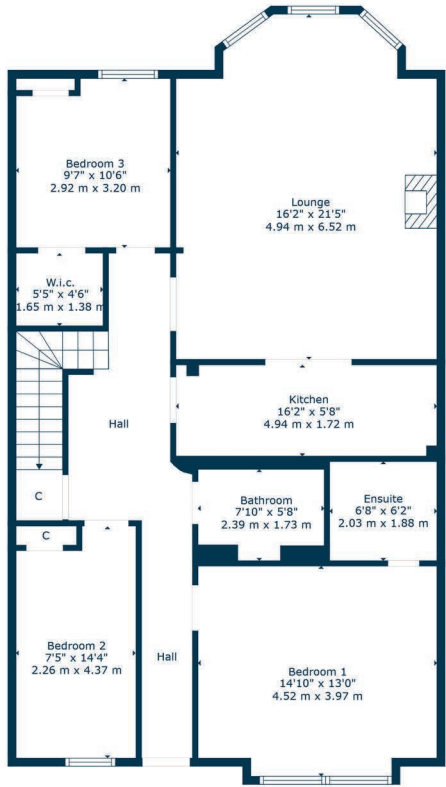 Bedroom 3
9'7" x 10'6"
2.92 m x 3.20 m
Lounge
16'2" x 21'5"
4.94 m x 6.52 m
W.i.c.
5'5" x 4'6"
1.65 m x 1.38 m
Hall
Kitchen
16'2" x 5'8"
4.94 m x 1.72 m
C
Bathroom
7'10" x 5'8"
2.39 m x 1.73 m
Ensuite
6'8" x 6'2"
2.03 m x 1.88 m
C
Bedroom 2
7'5" x 14'4"
2.26 m x 4.37 m
Hall
Bedroom 1
14'10" x 13'0"
4.52 m x 3.97 m